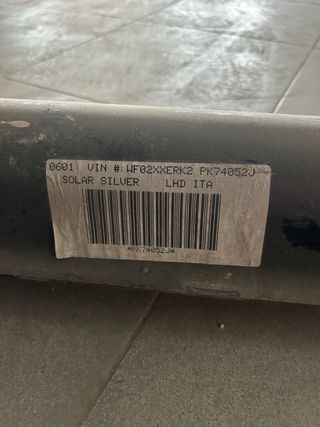 0601 VIN #: WF02XXERK2 PK74052J
SOLAR SILVER LHD ITA
*PK74052J*